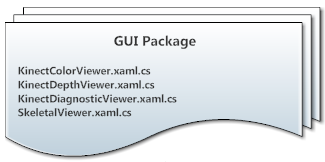 GUI Package
KinectColorViewer.xaml.cs
KinectDepthViewer.xaml.cs
KinectDiagnosticViewer.xaml.cs
SkeletalViewer.xaml.cs